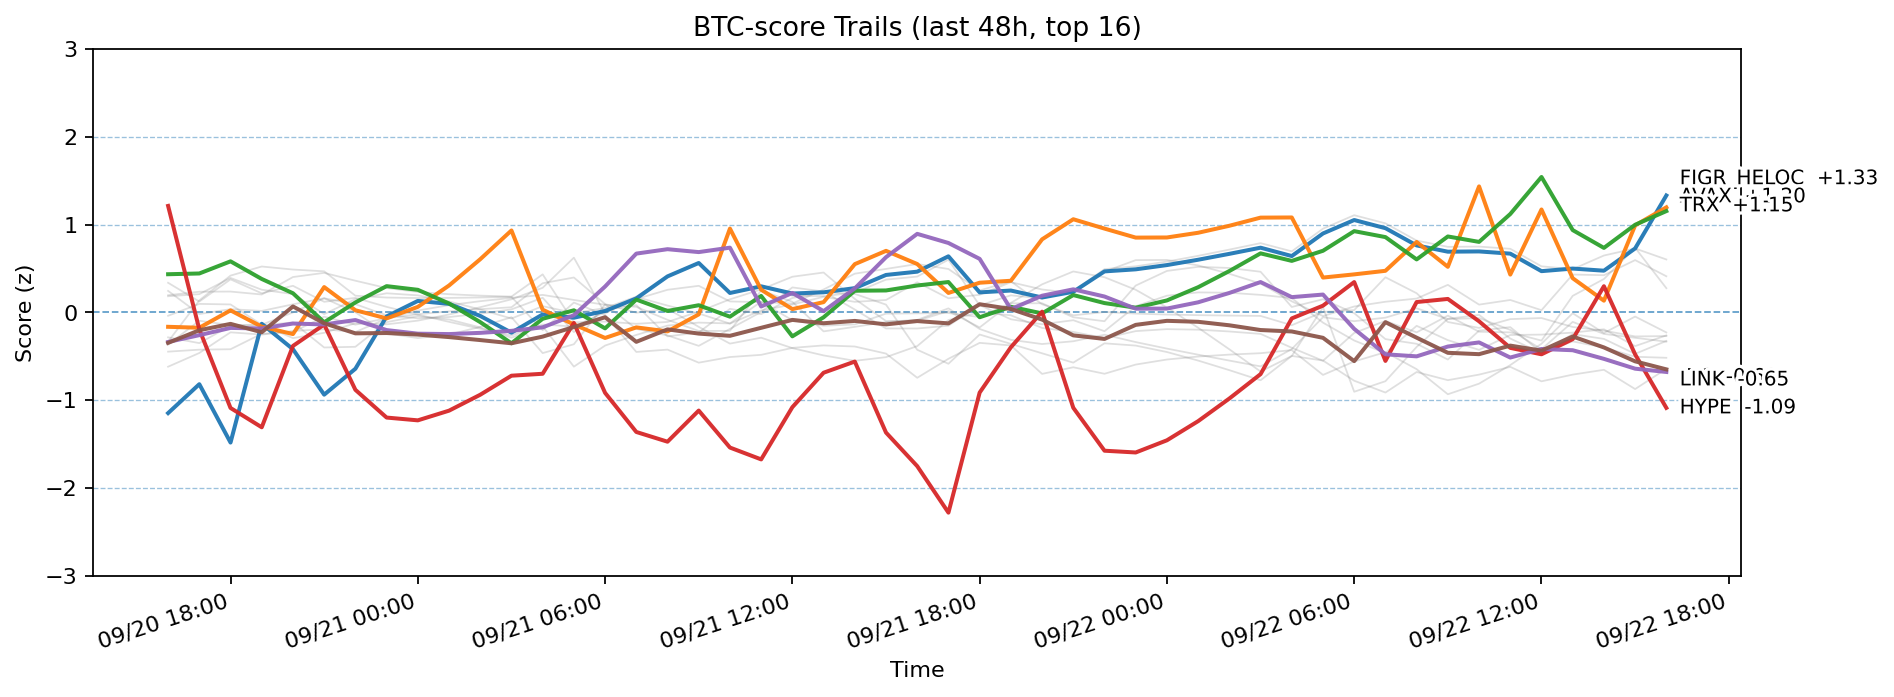 BTC-score Trails (last 48h, top 16)
Score (z)
3
2
1
0
−1
−2
−3
FIGR_HELOC +1.33
TRX +1.15
LINK
HYPE -1.09
09/20 18:00
09/21 00:00
09/21 06:00
09/21 12:00
09/21 18:00
09/22 00:00
09/22 06:00
09/22 12:00
09/22 18:00
Time